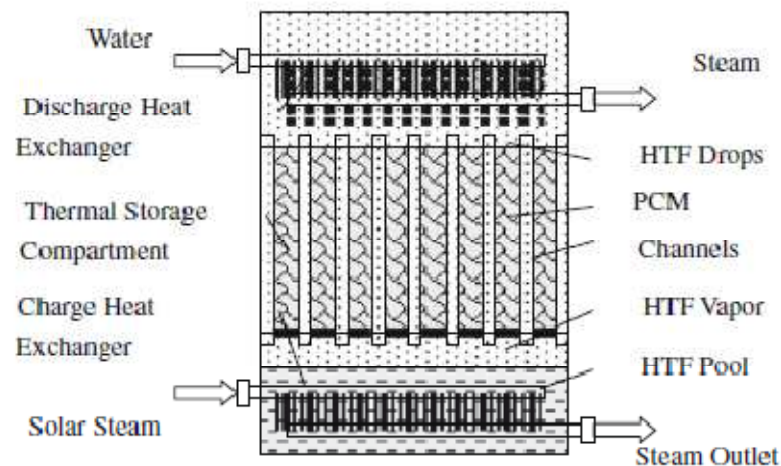 Water
Steam
Discharge Heat
Exchanger
HTF Drops
PCM
Thermal Storage
Compartment
Channels
Charge Heat
Exchanger
HTF Vapor
HTF Pool
Solar Steam
Steam Outlet